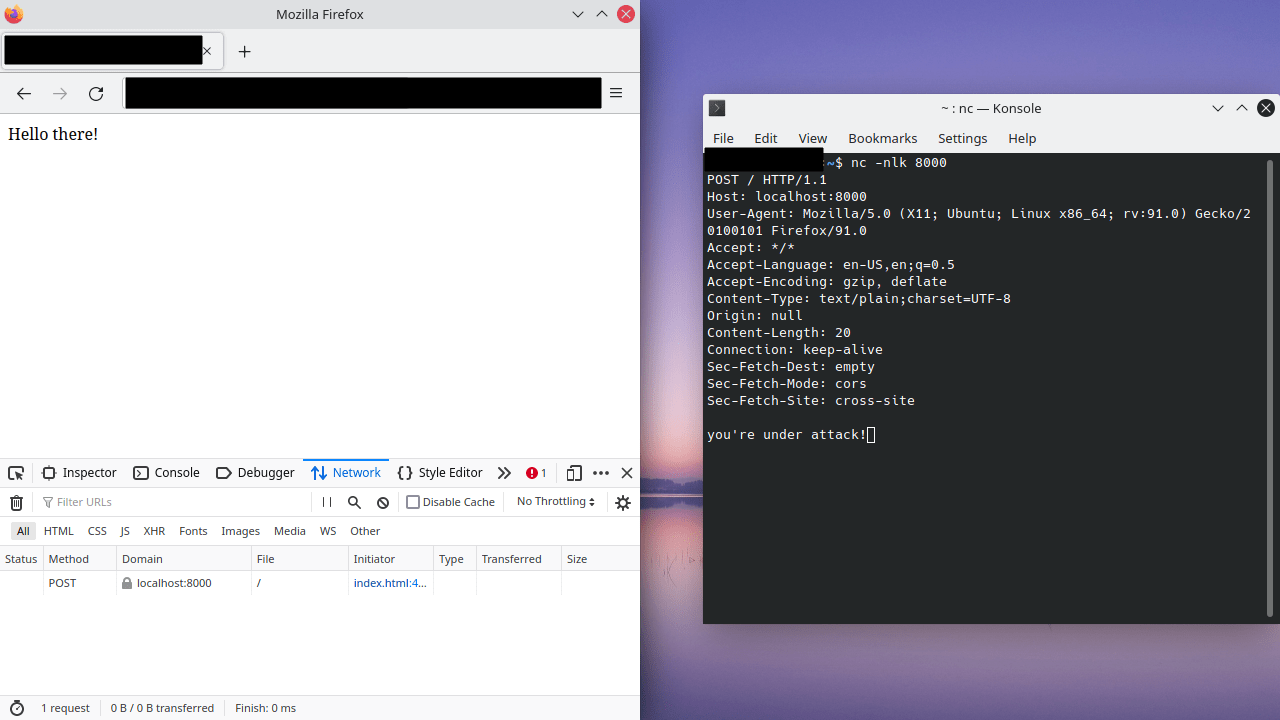 Mozilla Firefox
Hello there!
Inspector
Console
Debugger
Network
Style Editor
1
Filter URLs
Disable Cache
No Throttling
All
HTML
CSS
JS
XHR
Fonts
Images
Media
WS
Other
Status
Method
Domain
File
Initiator
Type
Transferred
Size
POST
localhost:8000
/
index.html:4...
1 request
0 B / 0 B transferred
Finish: 0 ms
~ : nc — Konsole
File
Edit
View
Bookmarks
Settings
Help
:~$ nc -nlk 8000
POST / HTTP/1.1
Host: localhost:8000
User-Agent: Mozilla/5.0 (X11; Ubuntu; Linux x86_64; rv:91.0) Gecko/2
0100101 Firefox/91.0
Accept: */*
Accept-Language: en-US,en;q=0.5
Accept-Encoding: gzip, deflate
Content-Type: text/plain;charset=UTF-8
Origin: null
Content-Length: 20
Connection: keep-alive
Sec-Fetch-Dest: empty
Sec-Fetch-Mode: cors
Sec-Fetch-Site: cross-site
you're under attack!